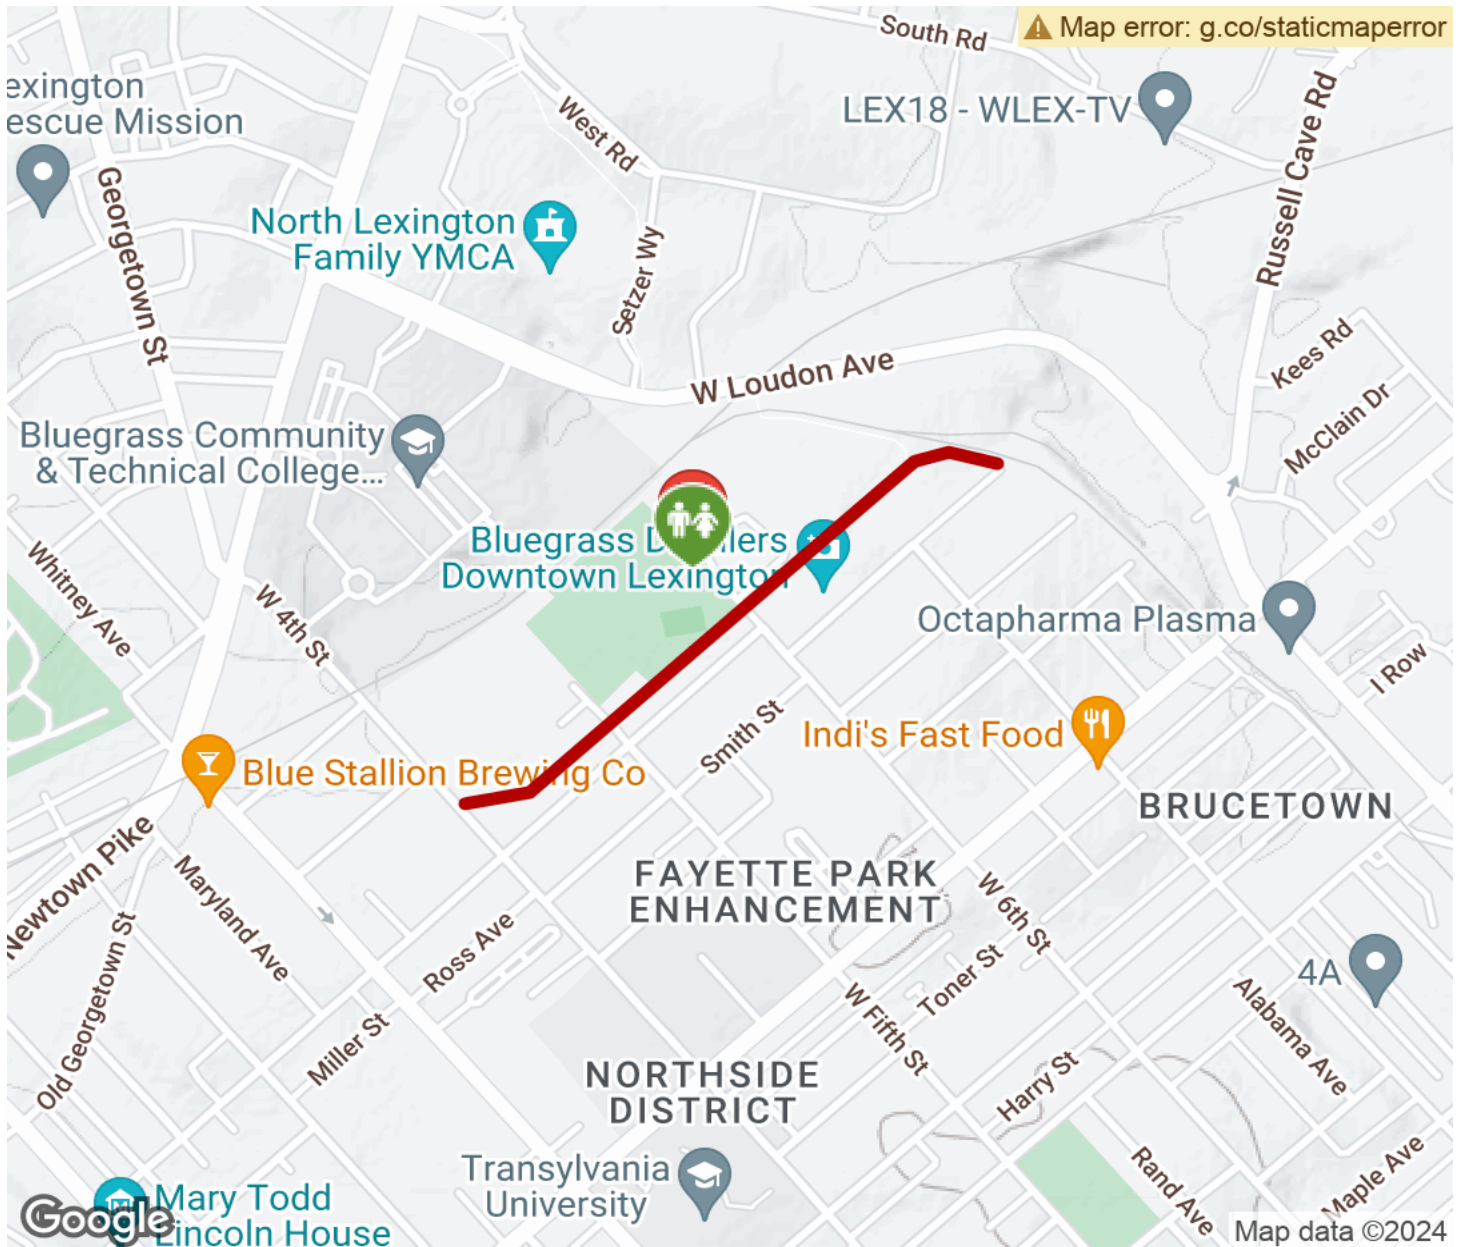 South Rd
Map error: g.co/staticmaperror
exington
escue Mission
LEX18 - WLEX-TV
West Rd
Russell Cave Rd
Georgetown St
North Lexington
Family YMCA
Setzer Wy
Kees Rd
W Loudon Ave
McClain Dr
Bluegrass Community
& Technical College...
Bluegrass D llers
Downtown Lexington
Whitney Ave
W 4th St
Octapharma Plasma
I Row
Smith St
Indi's Fast Food
Blue Stallion Brewing Co
BRUCETOWN
Newtown Pike
Maryland Ave
FAYETTE PARK
ENHANCEMENT
W 6th St
Old Georgetown St
Ross Ave
Toner St
4A
Miller St
W Fifth St
Alabama Ave
NORTHSIDE
DISTRICT
Harry St
Transylvania
University
Rand Ave
Maple Ave
Mary Todd
Lincoln House
Google
Map data ©2024